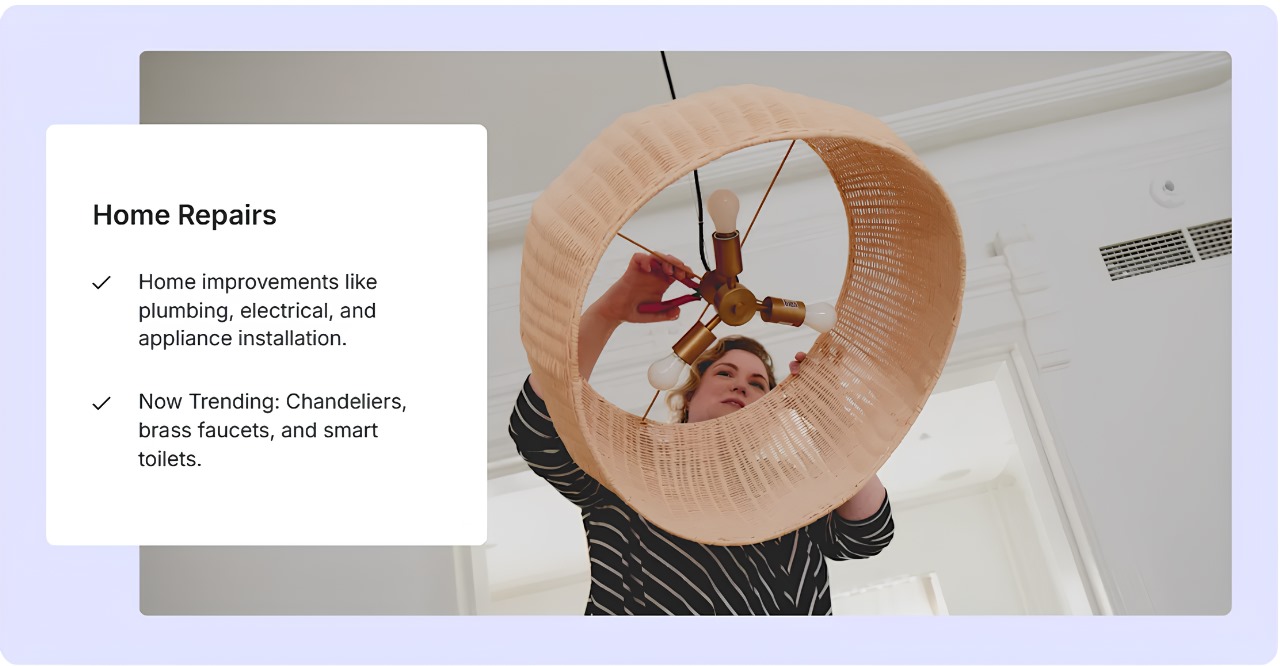 Home Repairs
Home improvements like
plumbing, electrical, and
appliance installation.
Now Trending: Chandeliers,
brass faucets, and smart
toilets.